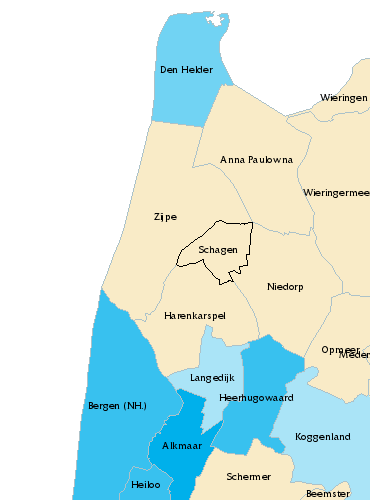 Den Helder
Wieringen
Anna Paulowna
Wieringermee
Zijpe
Schagen
Niedorp
Harenkarspel
Opmeer
Medem
Langedijk
Heerhugowaard
Bergen (NH.)
Koggenland
Alkmaar
Schermer
Heiloo
Beemster